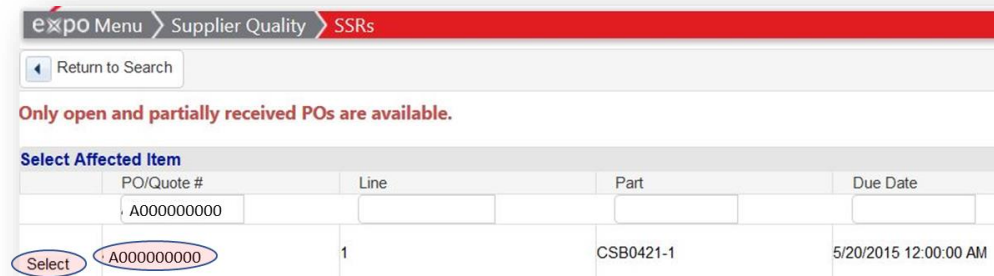 expo Menu Supplier Quality SSRs
Return to Search
Only open and partially received POs are available.
Select Affected Item
PO/Quote # Line Part Due Date
A000000000
Select A000000000 1 CSB0421-1 5/20/2015 12:00:00 AM